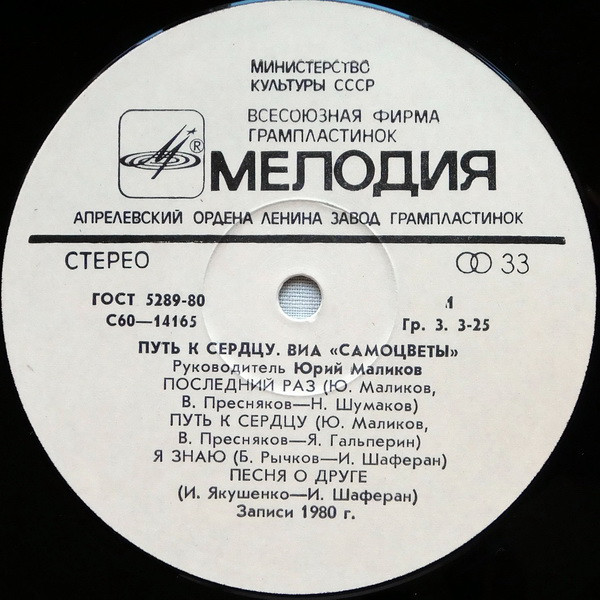 МИНИСТЕРСТВО
КУЛЬТУРЫ СССР
ВСЕСОЮЗНАЯ ФИРМА
ГРАМПЛАСТИНОК
®
МЕЛОДИЯ
АПРЕЛЕВСКИЙ ОРДЕНА ЛЕНИНА ЗАВОД ГРАМПЛАСТИНОК
СТЕРЕО 33
ГОСТ 5289-80 1
С60—14165 Гр. 3. 3-25
ПУТЬ К СЕРДЦУ. ВИА «САМОЦВЕТЫ»
Руководитель Юрий Маликов
ПОСЛЕДНИЙ РАЗ (Ю. Маликов,
В. Пресняков—Н. Шумаков)
ПУТЬ К СЕРДЦУ (Ю. Маликов,
В. Пресняков—Я. Гальперин)
Я ЗНАЮ (Б. Рычков—И. Шаферан)
ПЕСНЯ О ДРУГЕ
(И. Якушенко—И. Шаферан)
Записи 1980 г.